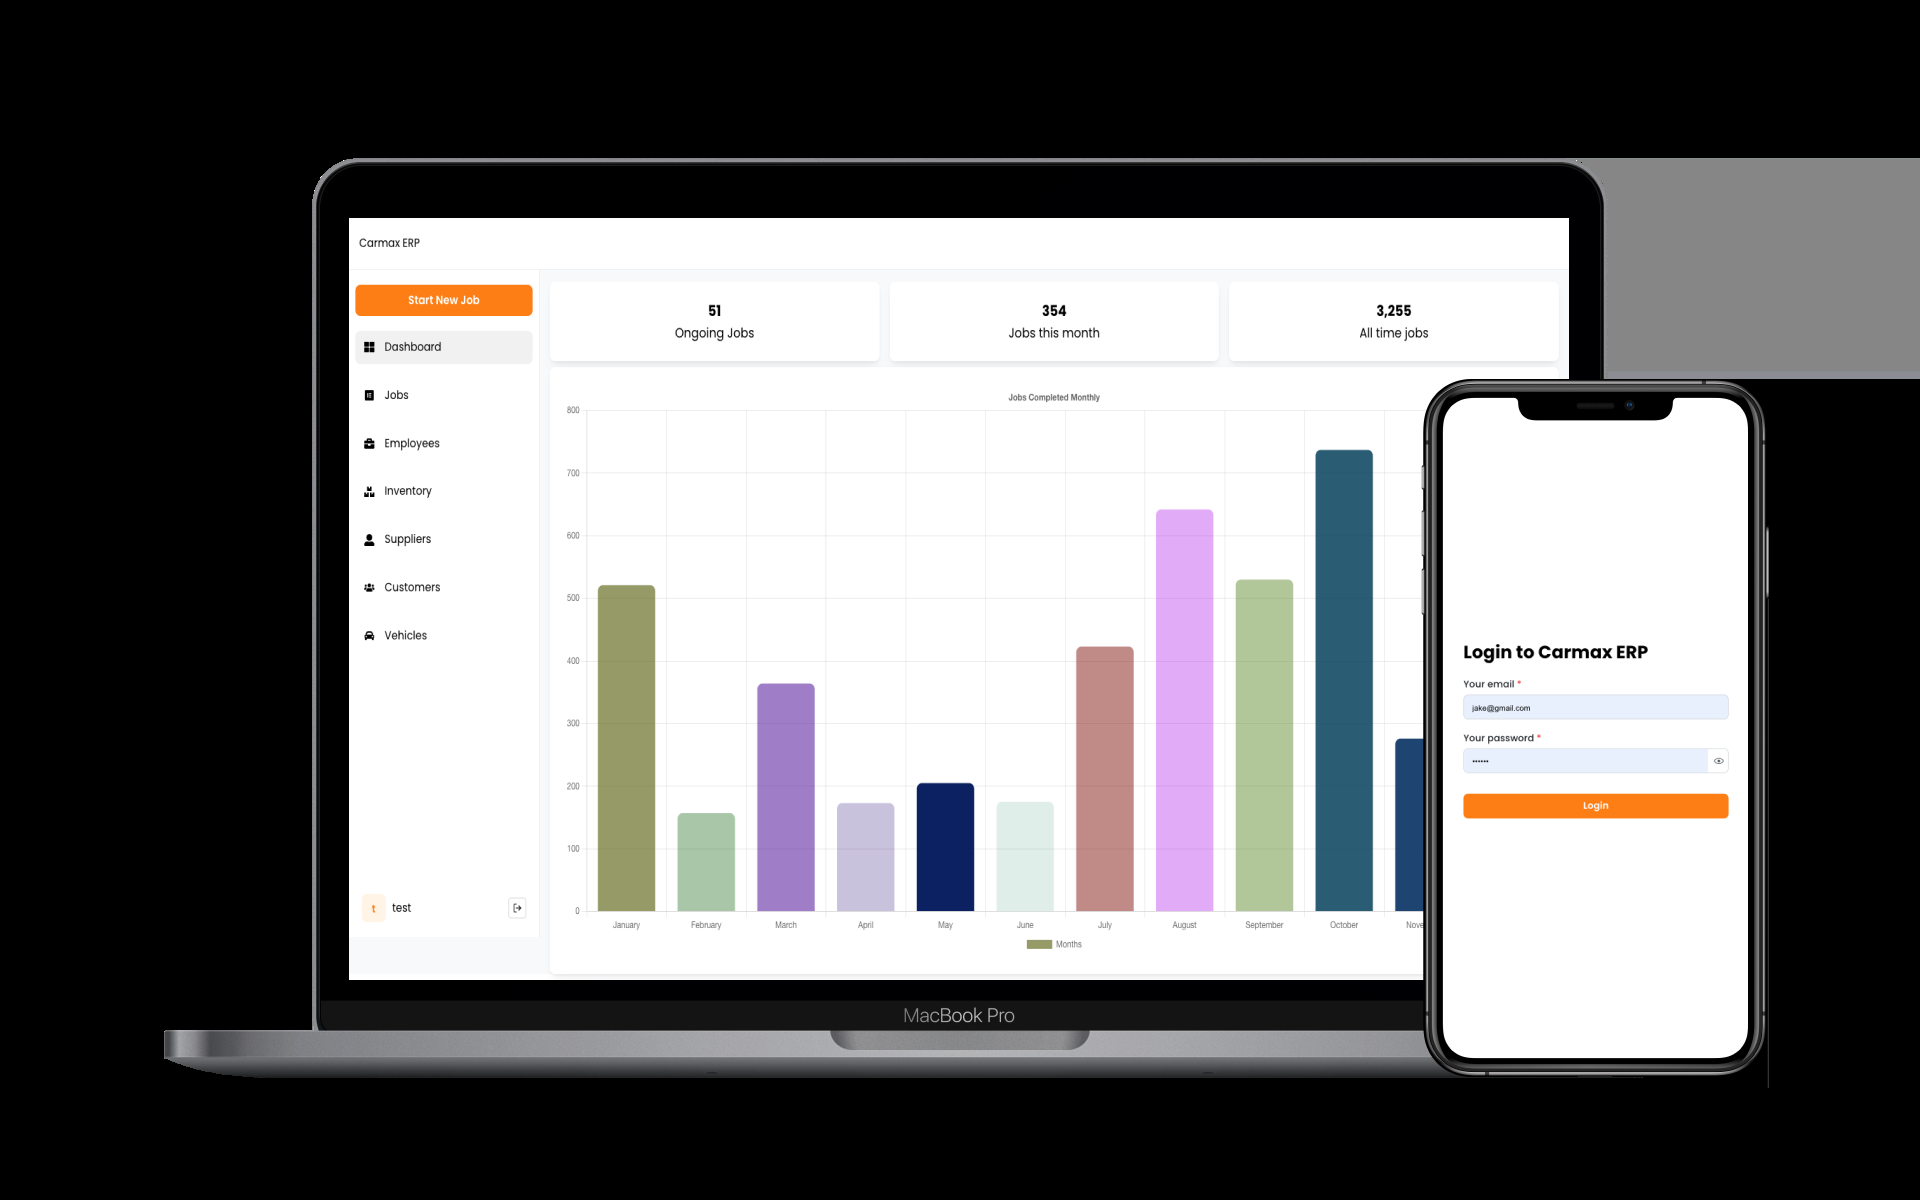 Carmax ERP
Start New Job
Dashboard
Jobs
Employees
Inventory
Suppliers
Customers
Vehicles
t test
51
Ongoing Jobs
354
Jobs this month
3,255
All time jobs
Jobs Completed Monthly
800
700
600
500
400
300
200
100
0
January February March April May June July August September October Nove
Months
MacBook Pro
Login to Carmax ERP
Your email *
jake@gmail.com
Your password *
••••••
Login